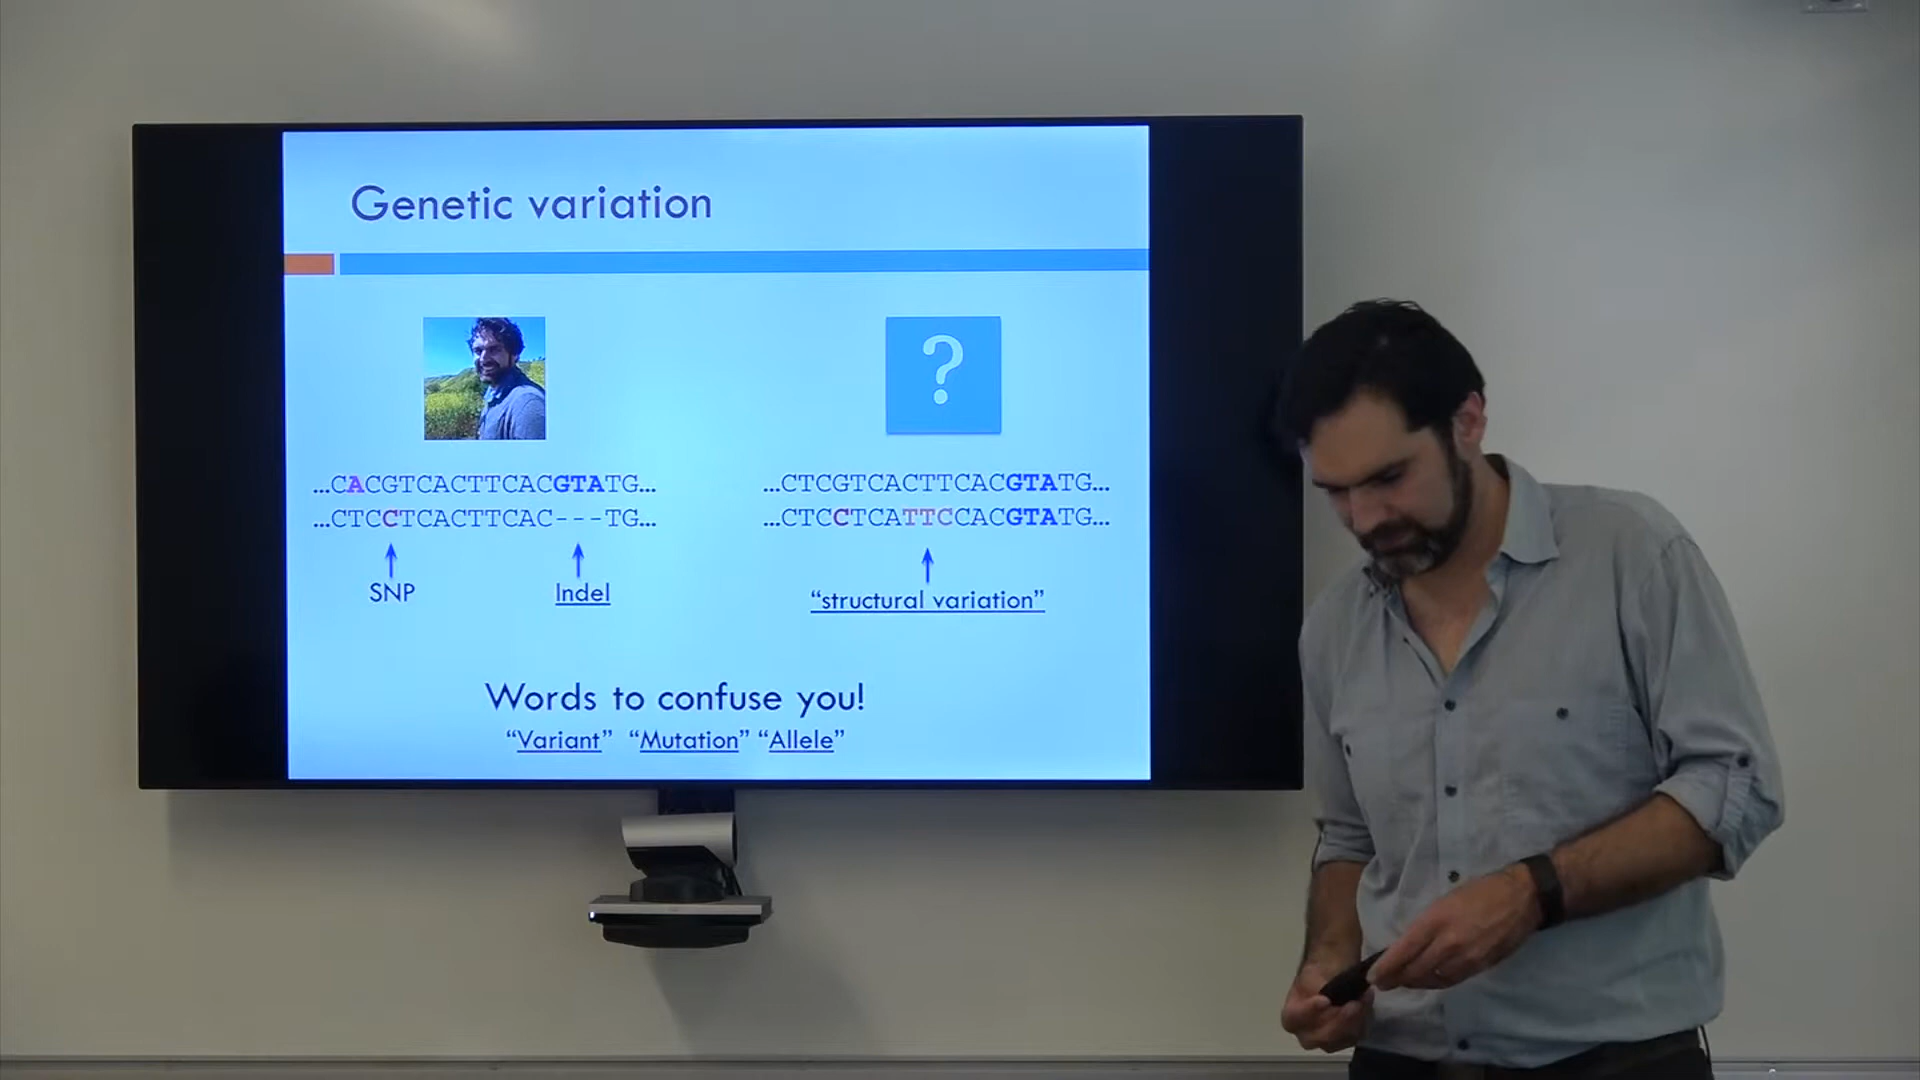 Genetic variation
?
...CACGTCACTTCACGTATG...
...CTCCTCACTTCAC---TG...
SNP
Indel
...CTCGTCACTTCACGTATG...
...CTCCTCATTCCACGTATG...
“structural variation”
Words to confuse you!
“Variant” “Mutation” “Allele”